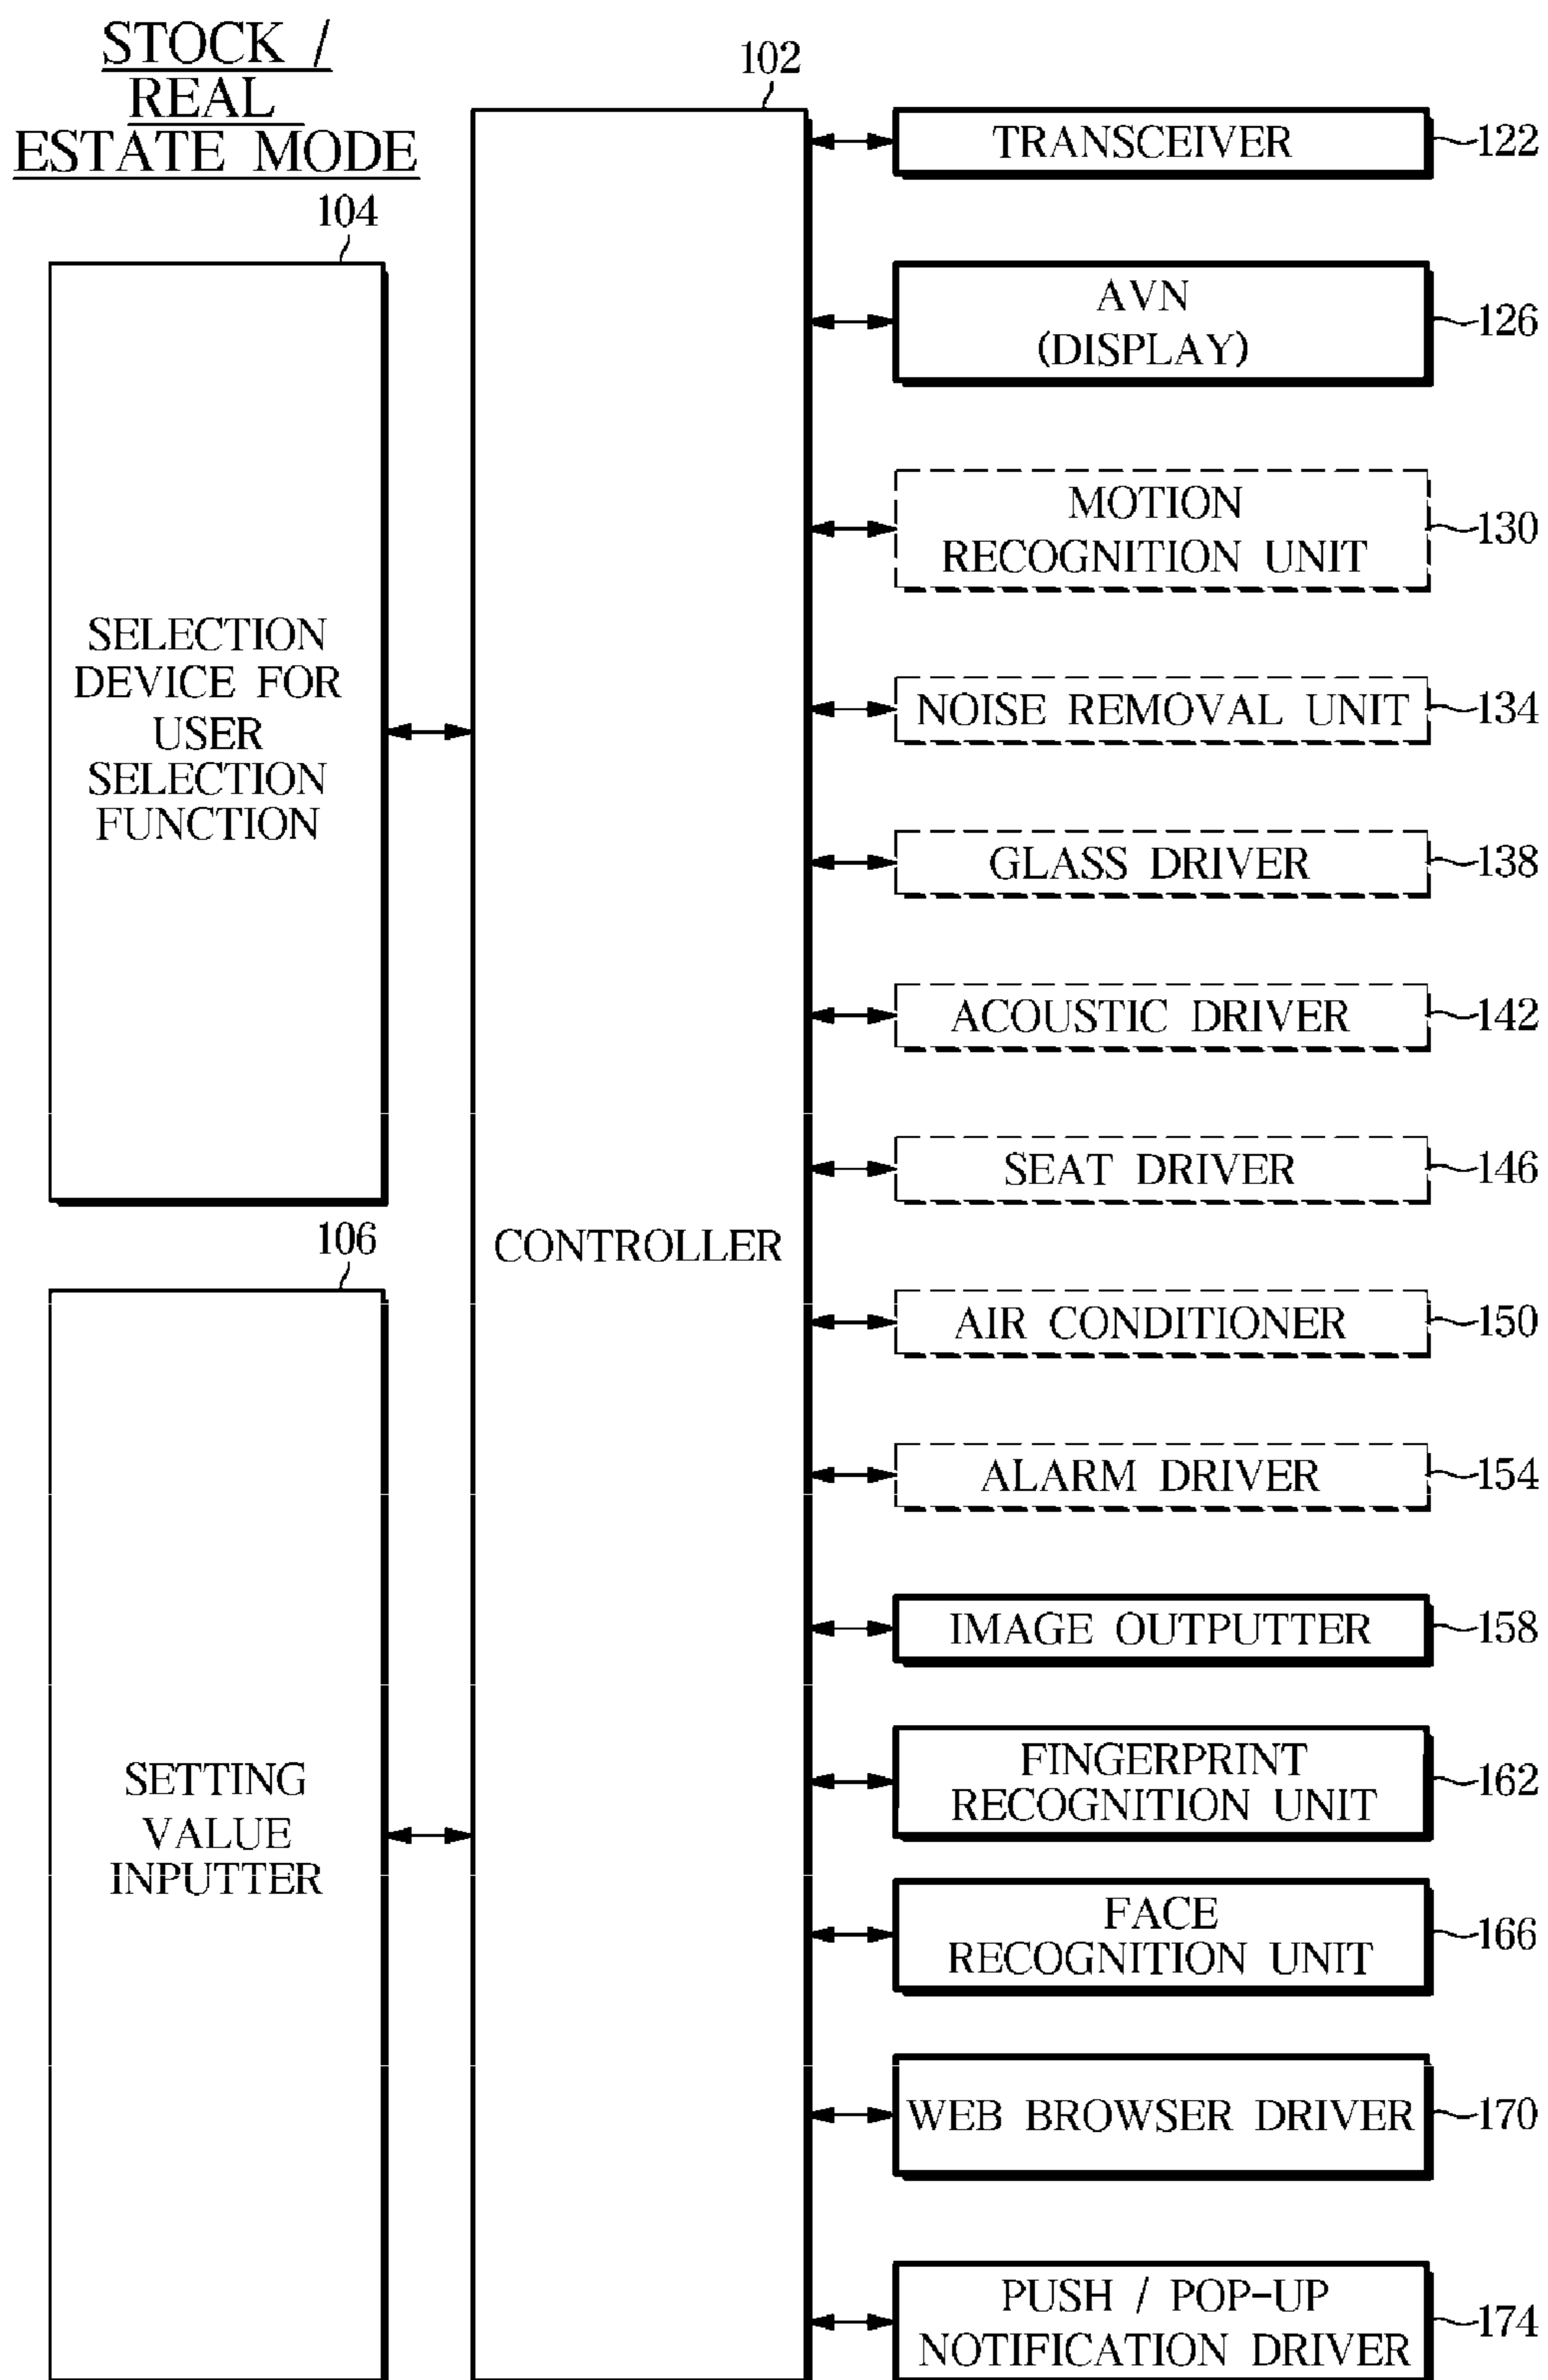 STOCK /
REAL
ESTATE MODE
104
SELECTION
DEVICE FOR
USER
SELECTION
FUNCTION
106
SETTING
VALUE
INPUTTER
102
CONTROLLER
TRANSCEIVER
122
AVN
(DISPLAY)
126
MOTION
RECOGNITION UNIT
130
NOISE REMOVAL UNIT
134
GLASS DRIVER
138
ACOUSTIC DRIVER
142
SEAT DRIVER
146
AIR CONDITIONER
150
ALARM DRIVER
154
IMAGE OUTPUTTER
158
FINGERPRINT
RECOGNITION UNIT
162
FACE
RECOGNITION UNIT
166
WEB BROWSER DRIVER
170
PUSH / POP-UP
NOTIFICATION DRIVER
174